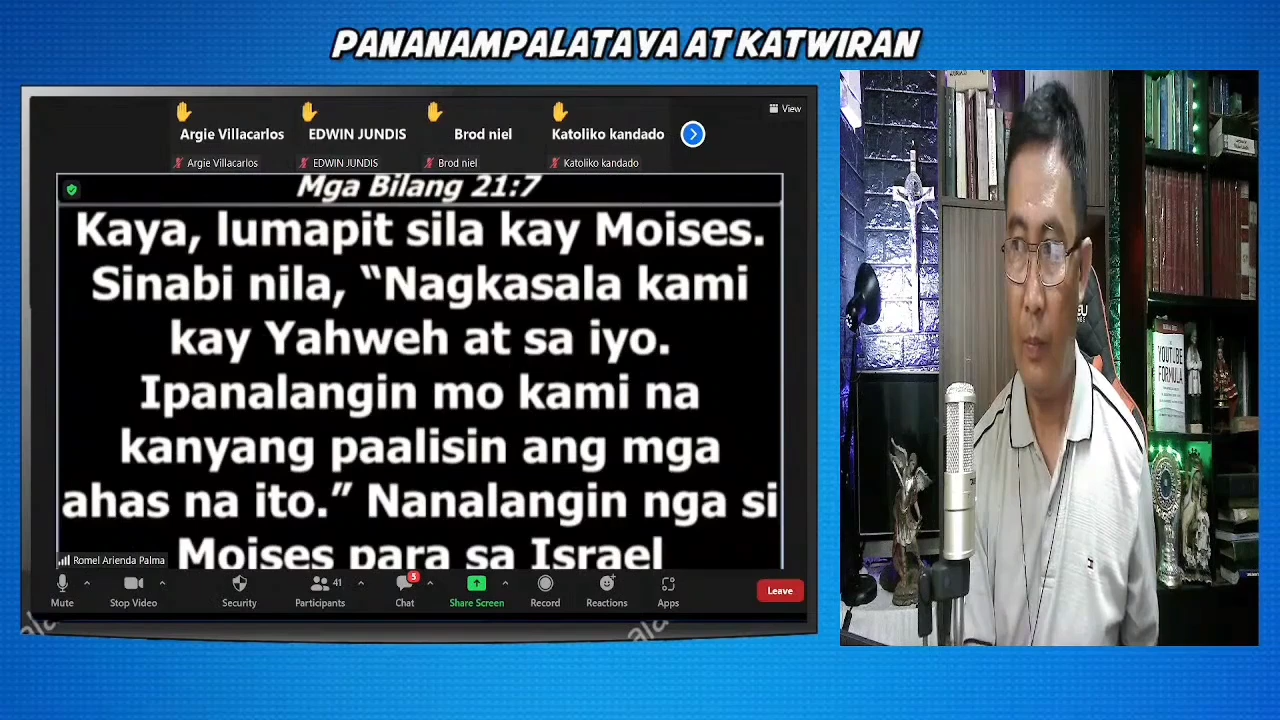 PANANAMPALATAYA AT KATWIRAN
View
Argie Villacarlos
EDWIN JUNDIS
Brod niel
Katoliko kandado
Argie Villacarlos
EDWIN JUNDIS
Brod niel
Katoliko kandado
Mga Bilang 21:7
Kaya, lumapit sila kay Moises.
Sinabi nila, “Nagkasala kami
kay Yahweh at sa iyo.
Ipanalangin mo kami na
kanyang paalisin ang mga
ahas na ito.” Nanalangin nga si
Moises para sa Israel
Romel Arienda Palma
Mute
Stop Video
Security
Participants
41
Chat
5
Share Screen
Record
Reactions
Apps
Leave
YOUTUBE
FORMULA